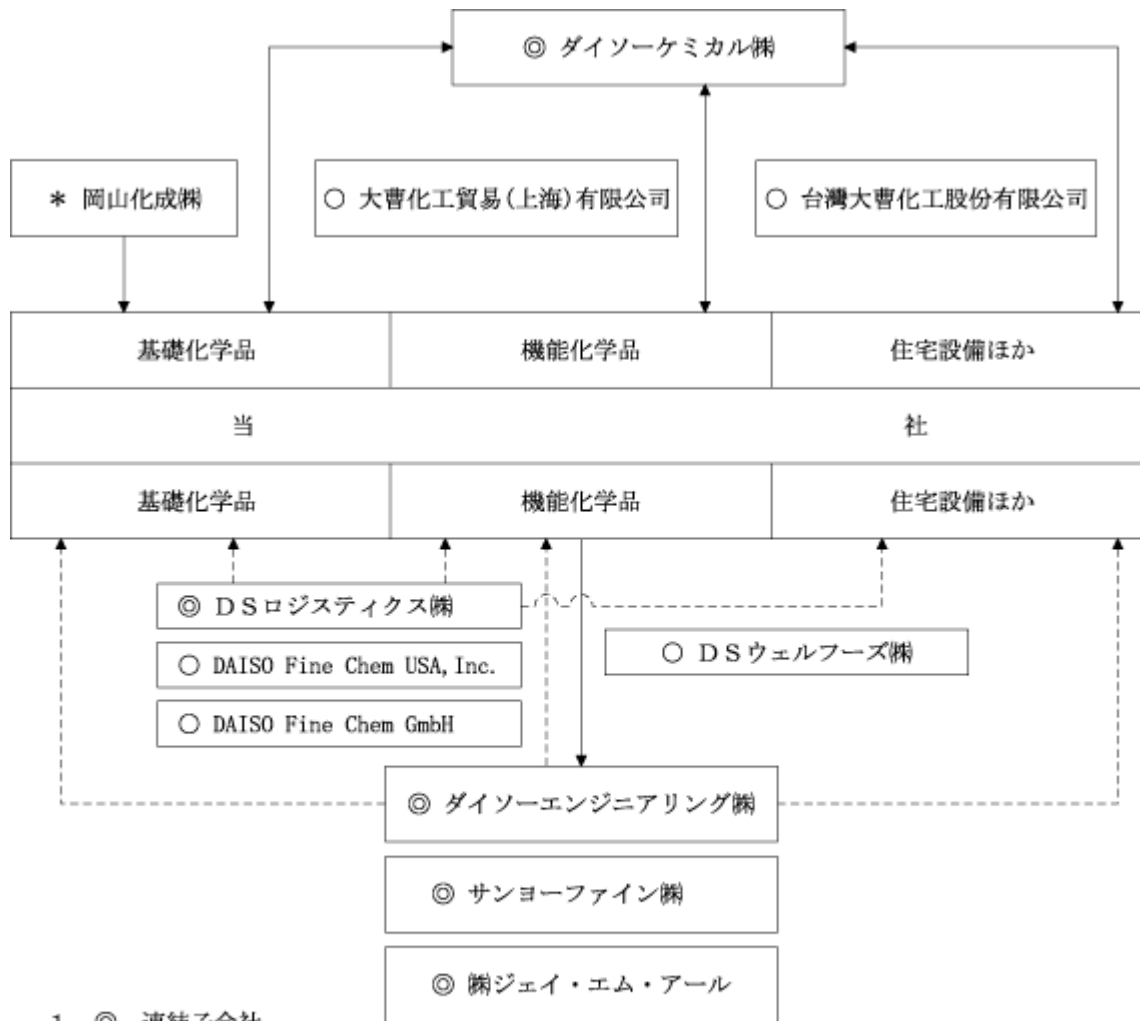 ◎ ダイソーケミカル㈱
* 岡山化成㈱
○ 大曹化工貿易(上海)有限公司
○ 台灣大曹化工股份有限公司
基礎化学品
機能化学品
住宅設備ほか
当 社
基礎化学品
機能化学品
住宅設備ほか
◎ DSロジスティクス㈱
○ DSウェルフーズ㈱
○ DAISO Fine Chem USA,Inc.
○ DAISO Fine Chem GmbH
◎ ダイソーエンジニアリング㈱
◎ サンヨーファイン㈱
◎ ㈱ジェイ・エム・アール
1 ◎ 連結子会社